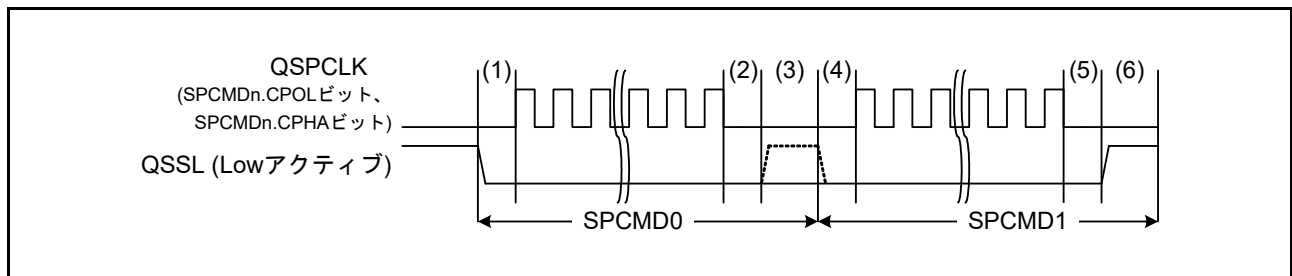 QSPCLK
(SPCMDn.CPOLビット、
SPCMDn.CPHAビット)
QSSL (Lowアクティブ)
(1)
(2)
(3)
(4)
(5)
(6)
SPCMD0
SPCMD1